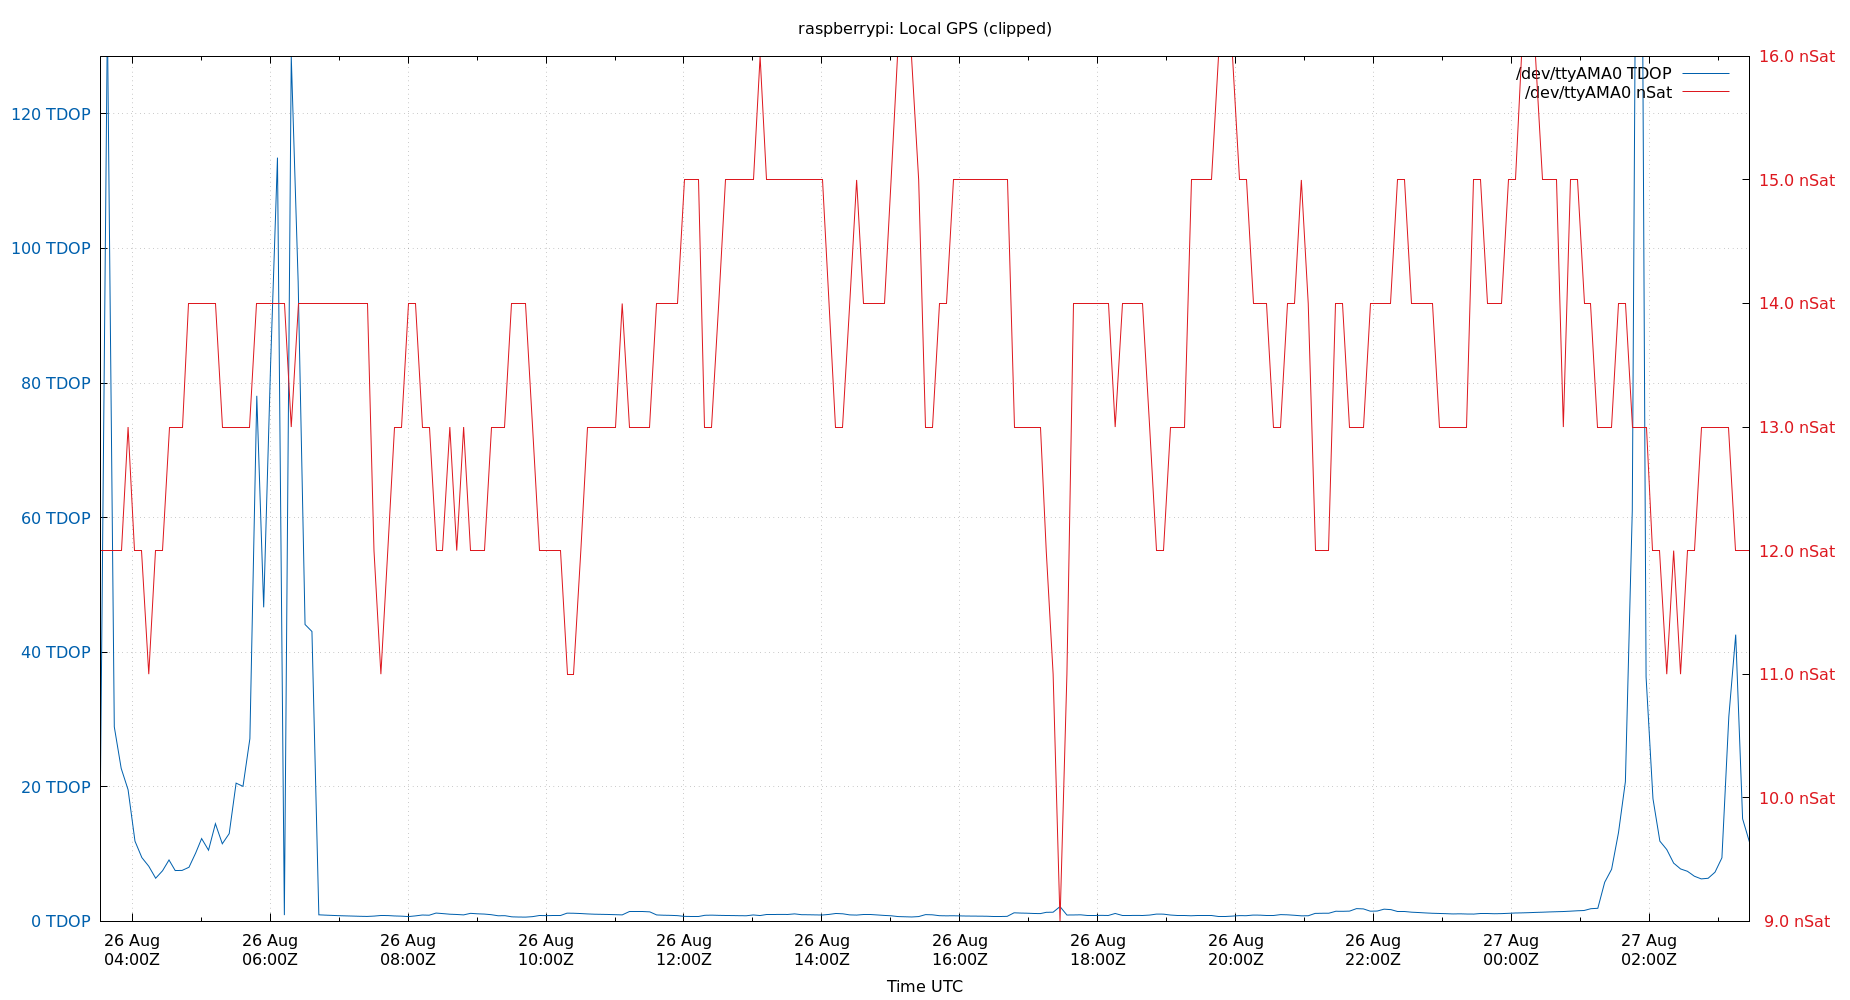 raspberrypi: Local GPS (clipped)
16.0 nSat
/dev/ttyAMA0 TDOP
/dev/ttyAMA0 nSat
120 TDOP
15.0 nSat
100 TDOP
14.0 nSat
80 TDOP
13.0 nSat
60 TDOP
12.0 nSat
40 TDOP
11.0 nSat
20 TDOP
10.0 nSat
0 TDOP
9.0 nSat
26 Aug 26 Aug 26 Aug 26 Aug 26 Aug 26 Aug 26 Aug 26 Aug 26 Aug 26 Aug 27 Aug 27 Aug
04:00Z 06:00Z 08:00Z 10:00Z 12:00Z 14:00Z 16:00Z 18:00Z 20:00Z 22:00Z 00:00Z 02:00Z
Time UTC